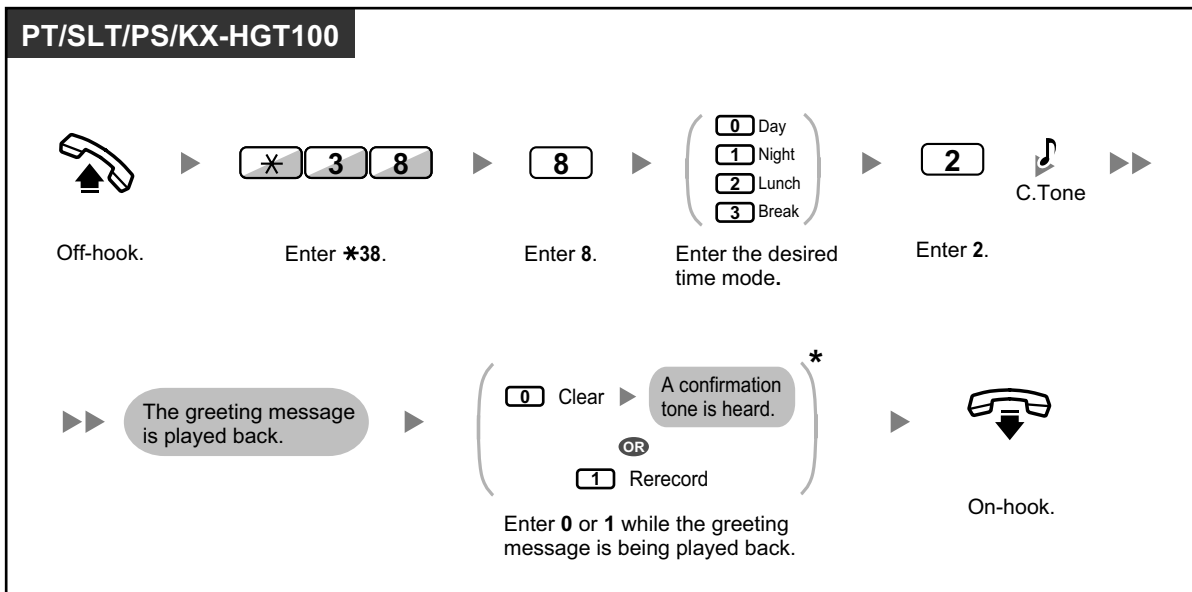 PT/SLT/PS/KX-HGT100
Off-hook.
✳ 3 8
Enter ✳38.
8
Enter 8.
0 Day
1 Night
2 Lunch
3 Break
Enter the desired
time mode.
2
Enter 2.
C.Tone
The greeting message
is played back.
0 Clear
A confirmation
tone is heard.
OR
1 Rerecord
*
Enter 0 or 1 while the greeting
message is being played back.
On-hook.